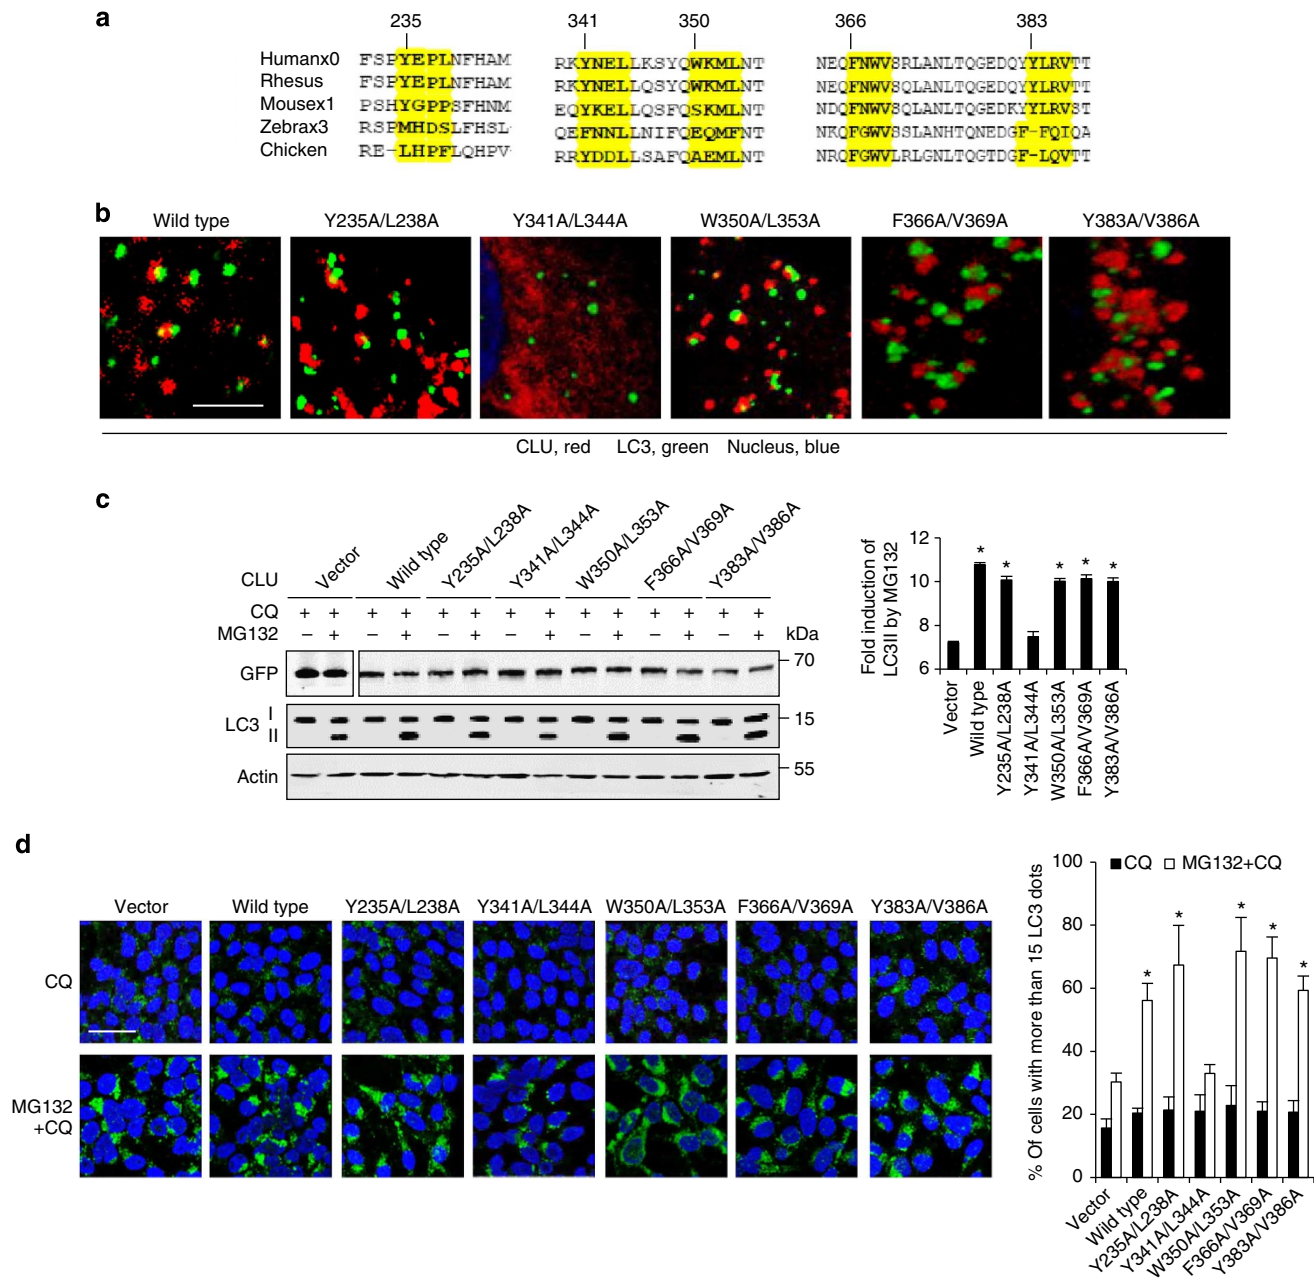 a
235 341 350 366 383
Humanx0 FSPYEPLNFHAM RKYNELLKSYQWKMLNT NEQFNWVSRLANLTQGEDQYYLRVTT
Rhesus FSPYEPLNFHAM RKYNELLQSYQWKMLNT NEQFNWVSQLANLTQGEDQYYLRVTT
Mousex1 PSHYGPPSFHNM EQYKELLQSFQSKMLNT NDQFNWVSQLANLTQGEDKYYLRVST
Zebrax3 RSPMHDSLFHSL QEFNNLLNIFQEQMFNT NKQFGWVSSLANHTQNEDGF-FQIQA
Chicken RE-LHPFLQHPV RRYDDLLSAFQAEMLNT NRQFGWVLRLGNLTQGTDGF-LQVTT
b
Wild type Y235A/L238A Y341A/L344A W350A/L353A F366A/V369A Y383A/V386A
CLU, red LC3, green Nucleus, blue
c
CLU Vector Wild type Y235A/L238A Y341A/L344A W350A/L353A F366A/V369A Y383A/V386A
CQ + + + + + + + + + + + + + +
MG132 – + – + – + – + – + – + – + kDa
GFP 70
LC3 I II 15
Actin 55
Fold induction of
LC3II by MG132
12
10
8
6
* * * * *
Vector Wild type Y235A/L238A Y341A/L344A W350A/L353A F366A/V369A Y383A/V386A
d
Vector Wild type Y235A/L238A Y341A/L344A W350A/L353A F366A/V369A Y383A/V386A
CQ
MG132
+CQ
% Of cells with more than 15 LC3 dots
CQ MG132+CQ
100
80
60
40
20
0
* * * * *
Vector Wild type Y235A/L238A Y341A/L344A W350A/L353A F366A/V369A Y383A/V386A